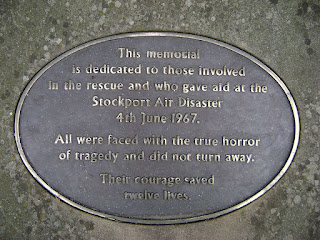 This memorial
is dedicated to those involved
in the rescue and who gave aid at the
Stockport Air Disaster
4th June 1967.
All were faced with the true horror
of tragedy and did not turn away.
Their courage saved
twelve lives.